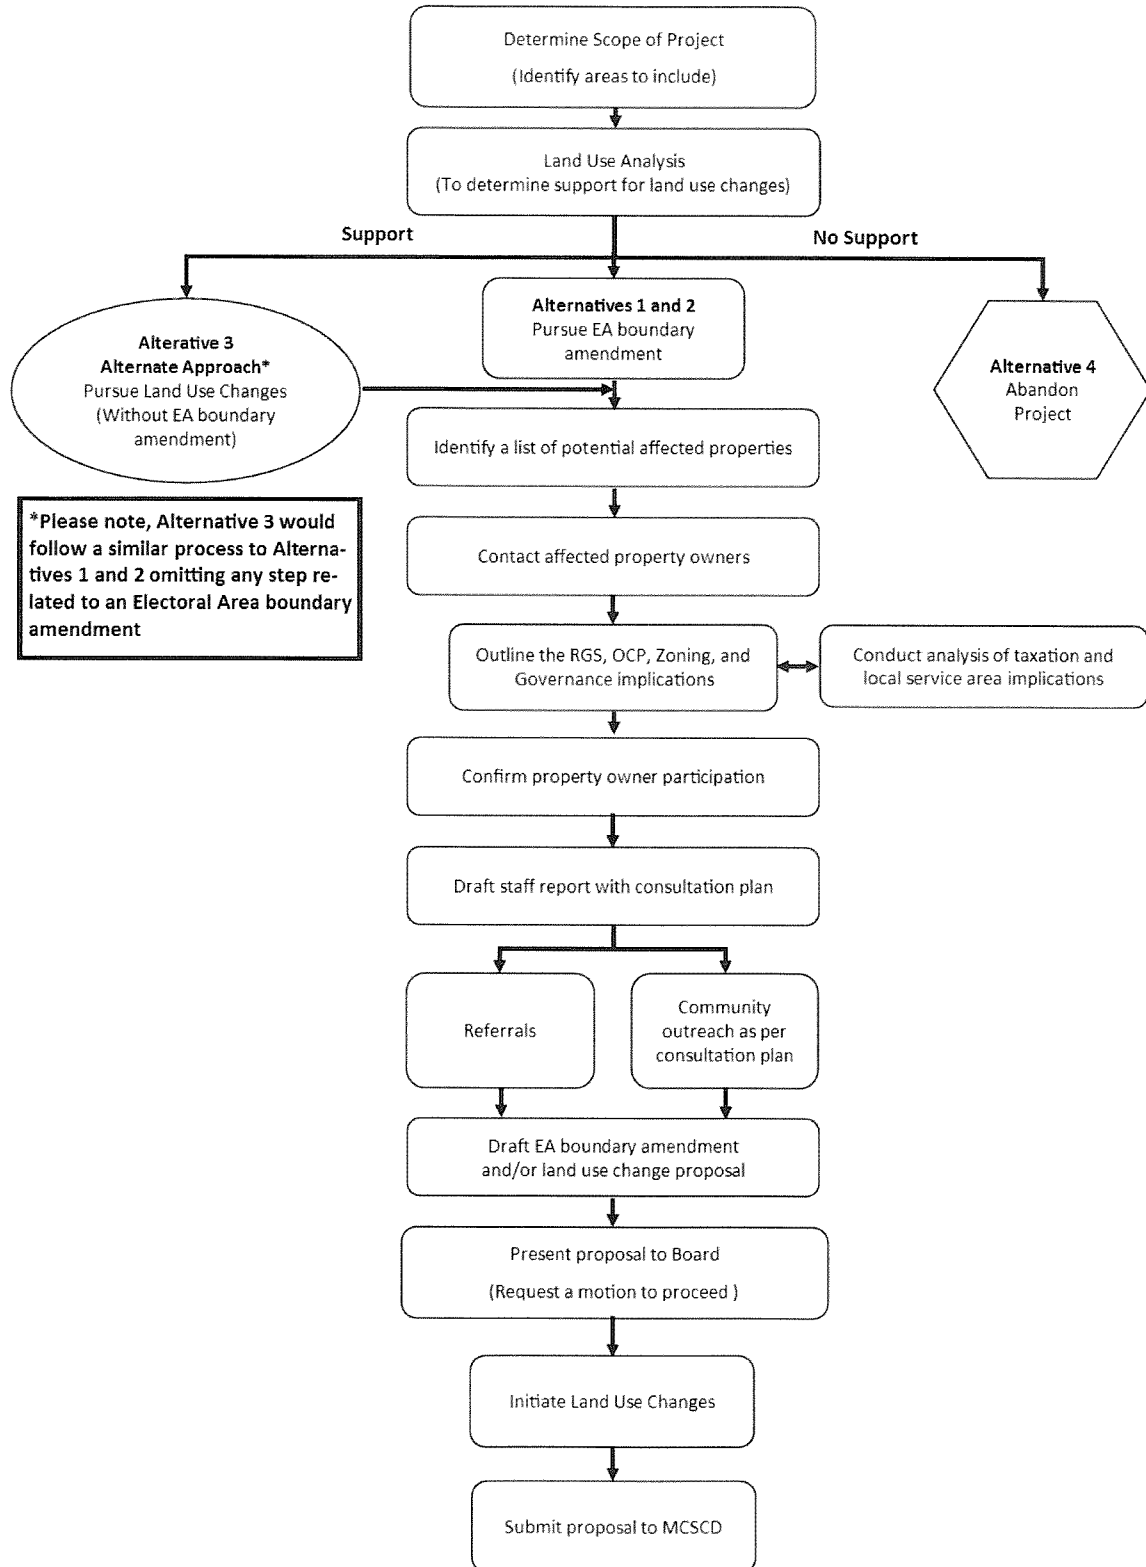 Determine Scope of Project
(Identify areas to include)
Land Use Analysis
(To determine support for land use changes)
Support
No Support
Alterative 3
Alternate Approach*
Pursue Land Use Changes
(Without EA boundary
amendment)
Alternatives 1 and 2
Pursue EA boundary
amendment
Alternative 4
Abandon
Project
Identify a list of potential affected properties
*Please note, Alternative 3 would
follow a similar process to Alterna-
tives 1 and 2 omitting any step re-
lated to an Electoral Area boundary
amendment
Contact affected property owners
Outline the RGS, OCP, Zoning, and
Governance implications
Conduct analysis of taxation and
local service area implications
Confirm property owner participation
Draft staff report with consultation plan
Referrals
Community
outreach as per
consultation plan
Draft EA boundary amendment
and/or land use change proposal
Present proposal to Board
(Request a motion to proceed )
Initiate Land Use Changes
Submit proposal to MCSCD